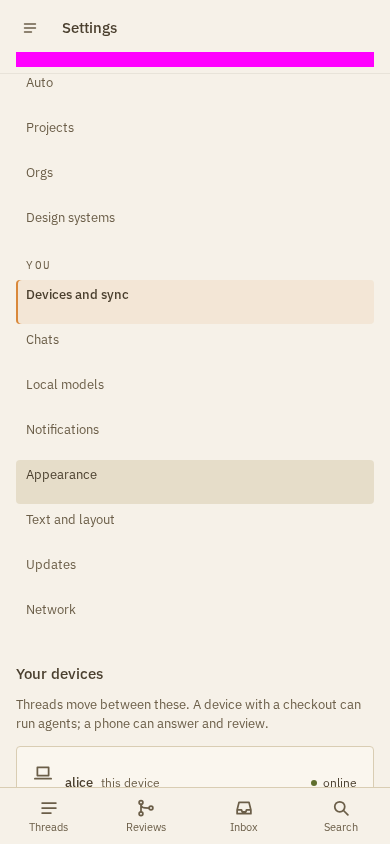 Settings
Auto
Projects
Orgs
Design systems
YOU
Devices and sync
Chats
Local models
Notifications
Appearance
Text and layout
Updates
Network
Your devices
Threads move between these. A device with a checkout can
run agents; a phone can answer and review.
alice this device online
Threads Reviews Inbox Search